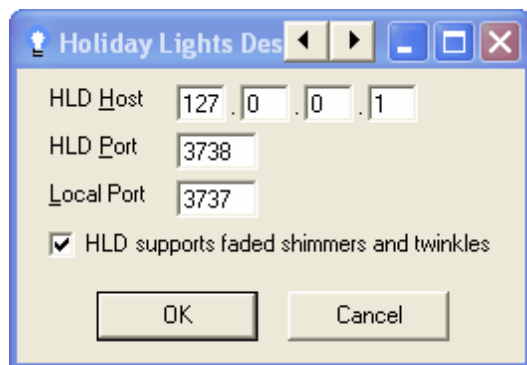 Holiday Lights Des
HLD Host 127 . 0 . 0 . 1
HLD Port 3738
Local Port 3737
HLD supports faded shimmers and twinkles
OK Cancel